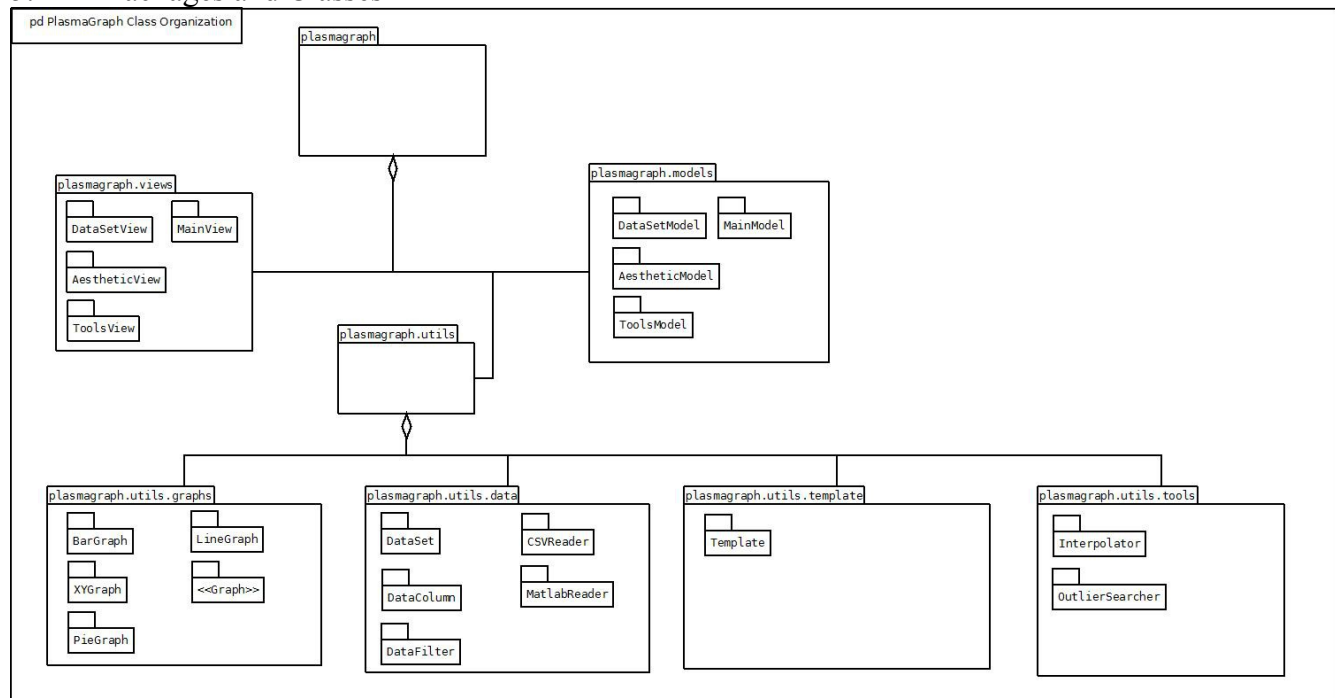 pd PlasmaGraph Class Organization
plasmagraph
plasmagraph.views
DataSetView
MainView
AestheticView
ToolsView
plasmagraph.models
DataSetModel
MainModel
AestheticModel
ToolsModel
plasmagraph.utils
plasmagraph.utils.graphs
BarGraph
LineGraph
XYGraph
<<Graph>>
PieGraph
plasmagraph.utils.data
DataSet
CSVReader
DataColumn
MatlabReader
DataFilter
plasmagraph.utils.template
Template
plasmagraph.utils.tools
Interpolator
OutlierSearcher